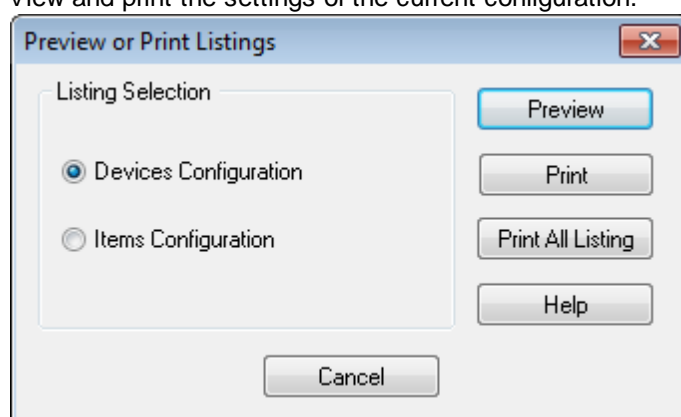 View and print the settings of the current configuration.
Preview or Print Listings
Listing Selection
Preview
Devices Configuration
Print
Items Configuration
Print All Listing
Help
Cancel